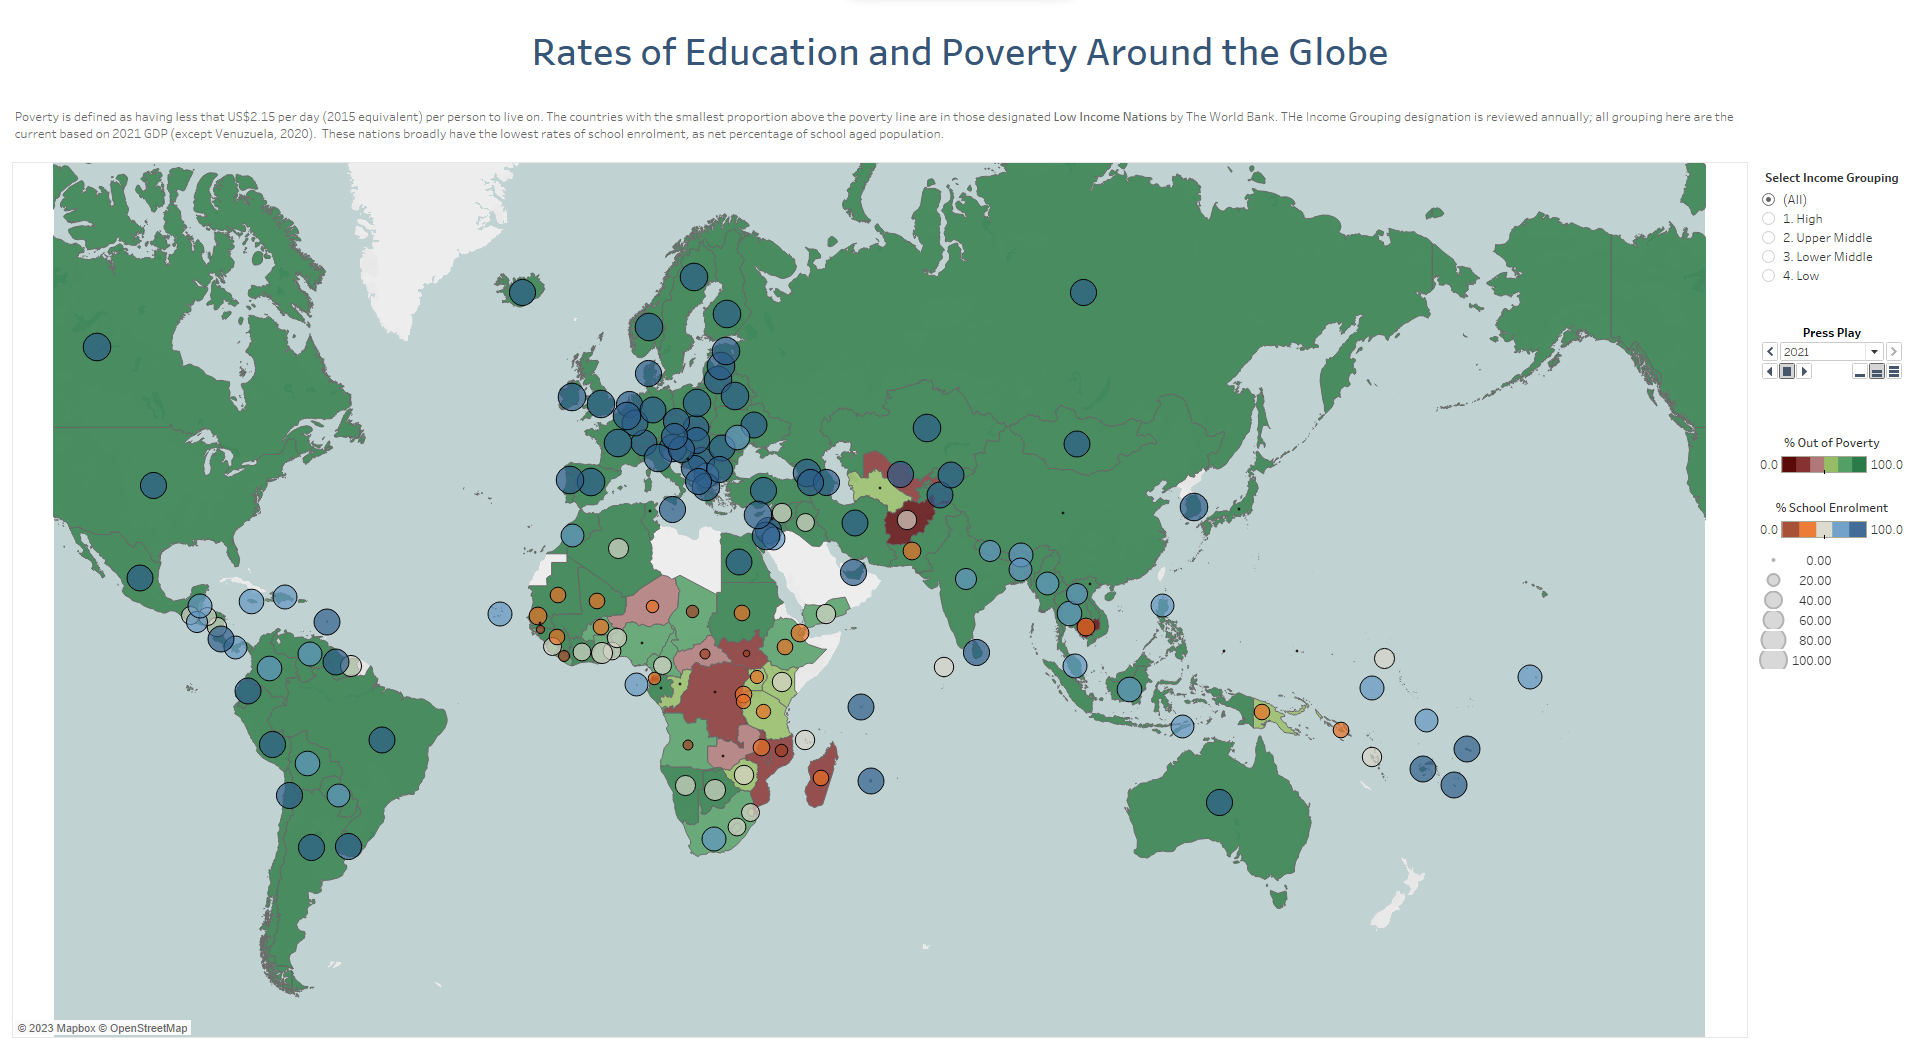 Rates of Education and Poverty Around the Globe
Poverty is defined as having less that US$2.15 per day (2015 equivalent) per person to live on. The countries with the smallest proportion above the poverty line are in those designated Low Income Nations by The World Bank. THe Income Grouping designation is reviewed annually; all grouping here are the
current based on 2021 GDP (except Venuzuela, 2020). These nations broadly have the lowest rates of school enrolment, as net percentage of school aged population.
Select Income Grouping
(All)
1. High
2. Upper Middle
3. Lower Middle
4. Low
Press Play
2021
% Out of Poverty
0.0 100.0
% School Enrolment
0.0 100.0
0.00
20.00
40.00
60.00
80.00
100.00
© 2023 Mapbox © OpenStreetMap